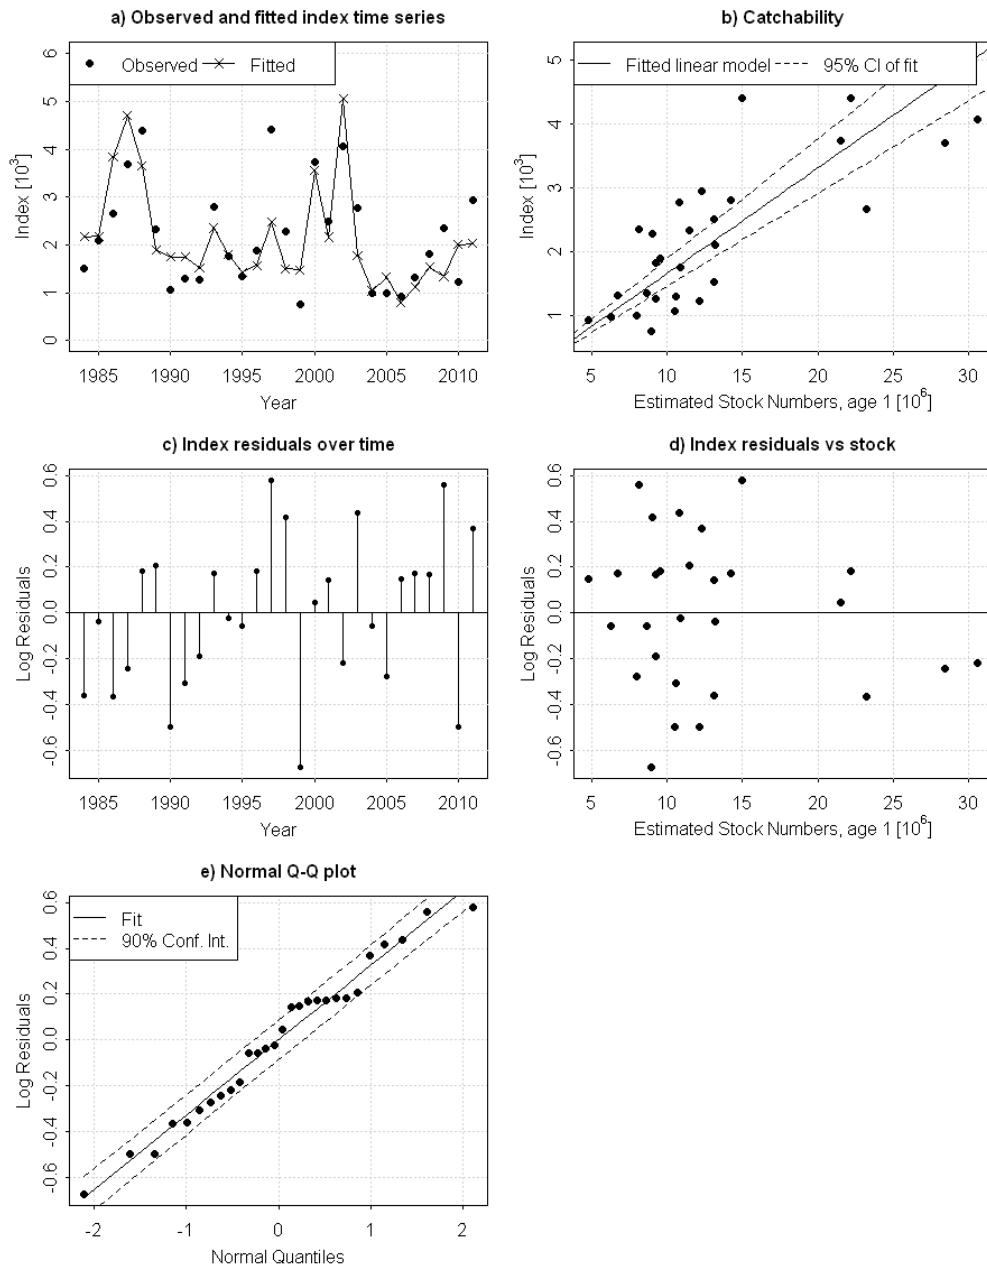 a) Observed and fitted index time series
Observed Fitted
Index [10³]
0 1 2 3 4 5 6
1985 1990 1995 2000 2005 2010
Year
b) Catchability
Fitted linear model 95% CI of fit
Index [10³]
1 2 3 4 5
5 10 15 20 25 30
Estimated Stock Numbers, age 1 [10⁶]
c) Index residuals over time
Log Residuals
-0.6 -0.4 -0.2 0.0 0.2 0.4 0.6
1985 1990 1995 2000 2005 2010
Year
d) Index residuals vs stock
Log Residuals
-0.6 -0.4 -0.2 0.0 0.2 0.4 0.6
5 10 15 20 25 30
Estimated Stock Numbers, age 1 [10⁶]
e) Normal Q-Q plot
Fit
90% Conf. Int.
Log Residuals
-0.6 -0.4 -0.2 0.0 0.2 0.4 0.6
-2 -1 0 1 2
Normal Quantiles